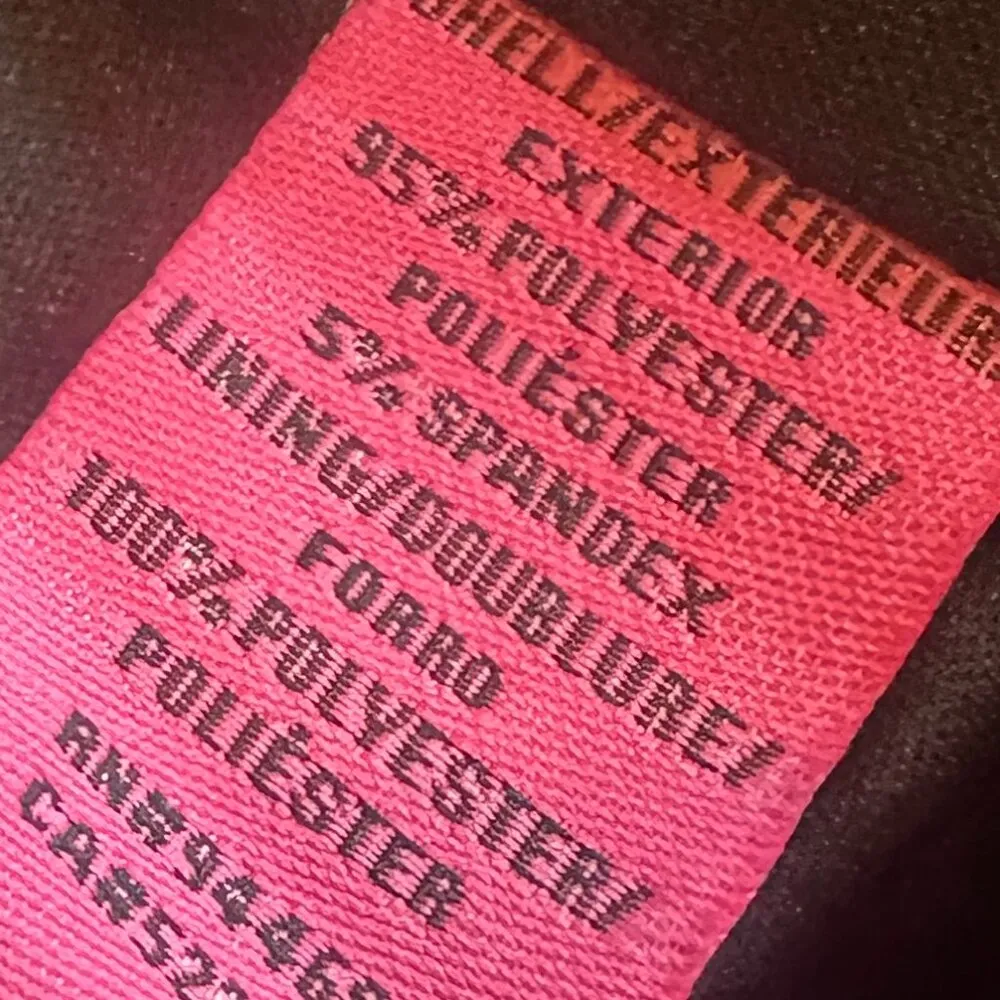 SHELL/EXTERIEUR
EXTERIOR
95% POLYESTER/
POLIÉSTER
5% SPANDEX
LINING/DOUBLURE/
FORRO
100% POLYESTER/
POLIÉSTER